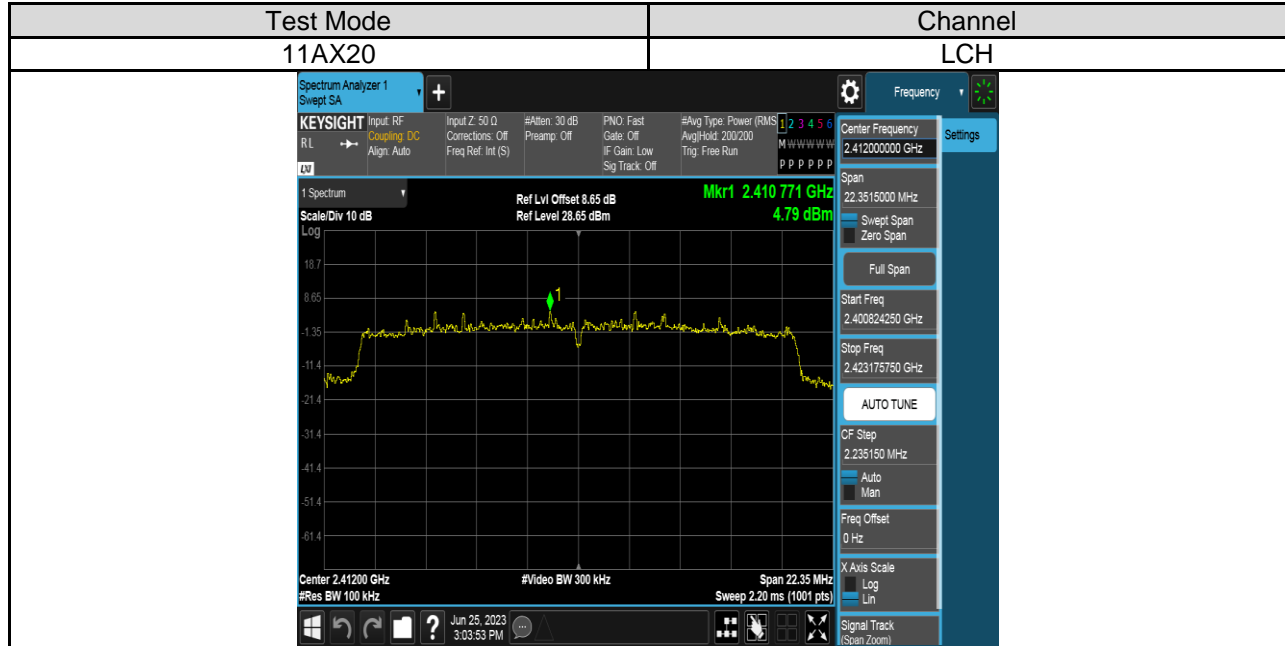 Test Mode Channel
11AX20 LCH
Spectrum Analyzer 1
Swept SA
+
Frequency
KEYSIGHT Input: RF Input Z: 50 Ω #Atten: 30 dB PNO: Fast #Avg Type: Power (RMS 1 2 3 4 5 6
RL Coupling: DC Corrections: Off Preamp: Off Gate: Off Avg|Hold: 200/200 M W W W W W
Align: Auto Freq Ref: Int (S) IF Gain: Low Trig: Free Run
LXI Sig Track: Off P P P P P P
1 Spectrum
Ref Lvl Offset 8.65 dB Mkr1 2.410 771 GHz
Scale/Div 10 dB Ref Level 28.65 dBm 4.79 dBm
Log
18.7
8.65
1
-1.35
-11.4
-21.4
-31.4
-41.4
-51.4
-61.4
Center 2.41200 GHz #Video BW 300 kHz Span 22.35 MHz
#Res BW 100 kHz Sweep 2.20 ms (1001 pts)
? Jun 25, 2023
3:03:53 PM
Center Frequency
2.412000000 GHz
Settings
Span
22.3515000 MHz
Swept Span
Zero Span
Full Span
Start Freq
2.400824250 GHz
Stop Freq
2.423175750 GHz
AUTO TUNE
CF Step
2.235150 MHz
Auto
Man
Freq Offset
0 Hz
X Axis Scale
Log
Lin
Signal Track
(Span Zoom)